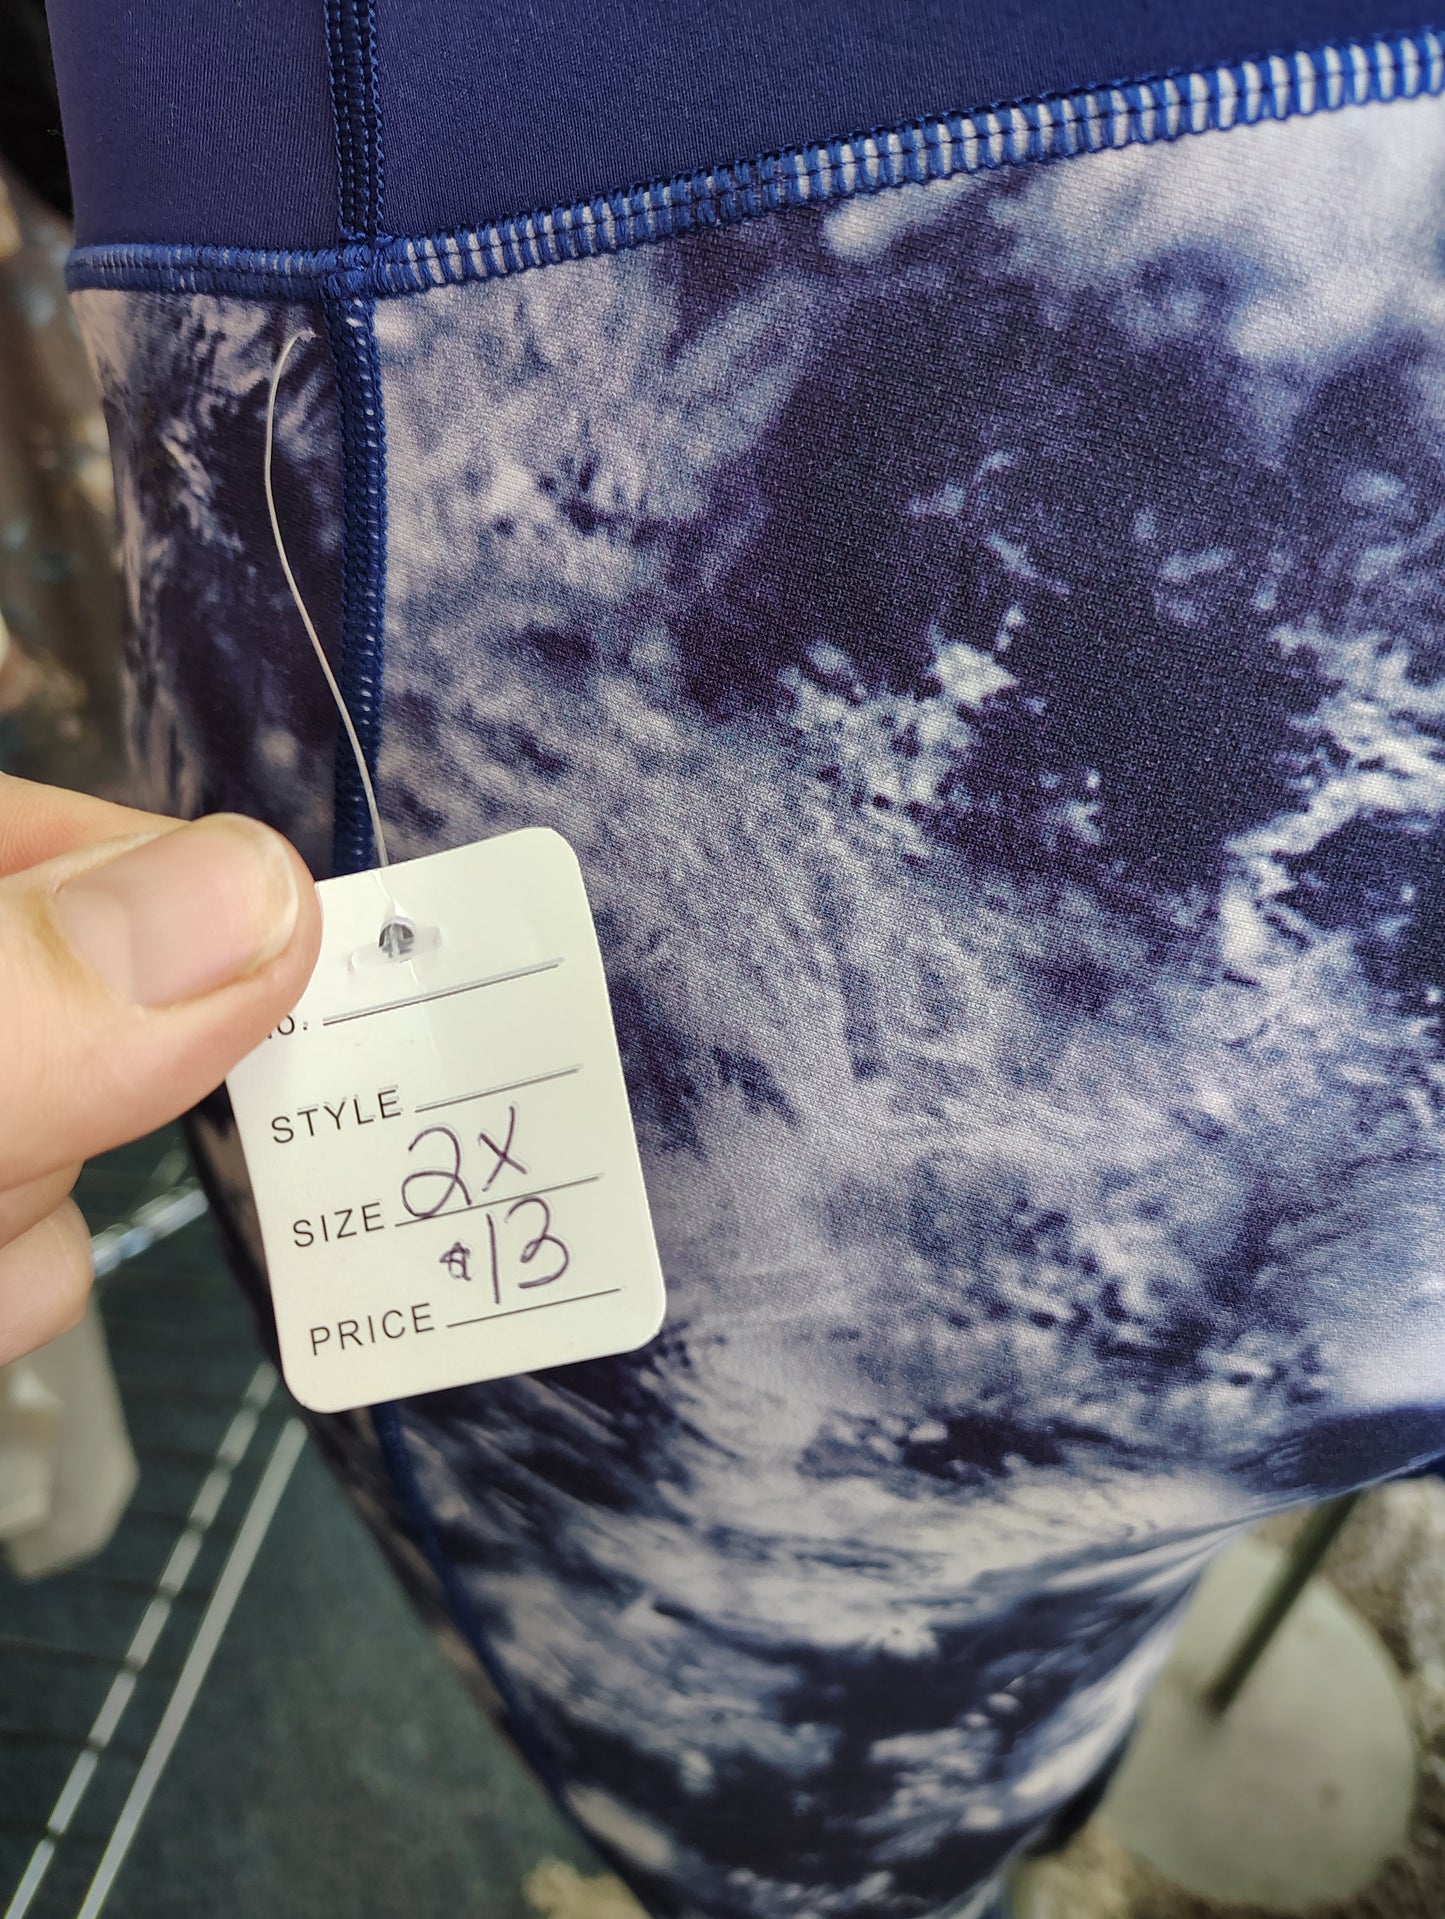 o.
STYLE
SIZE 2X
$13
PRICE